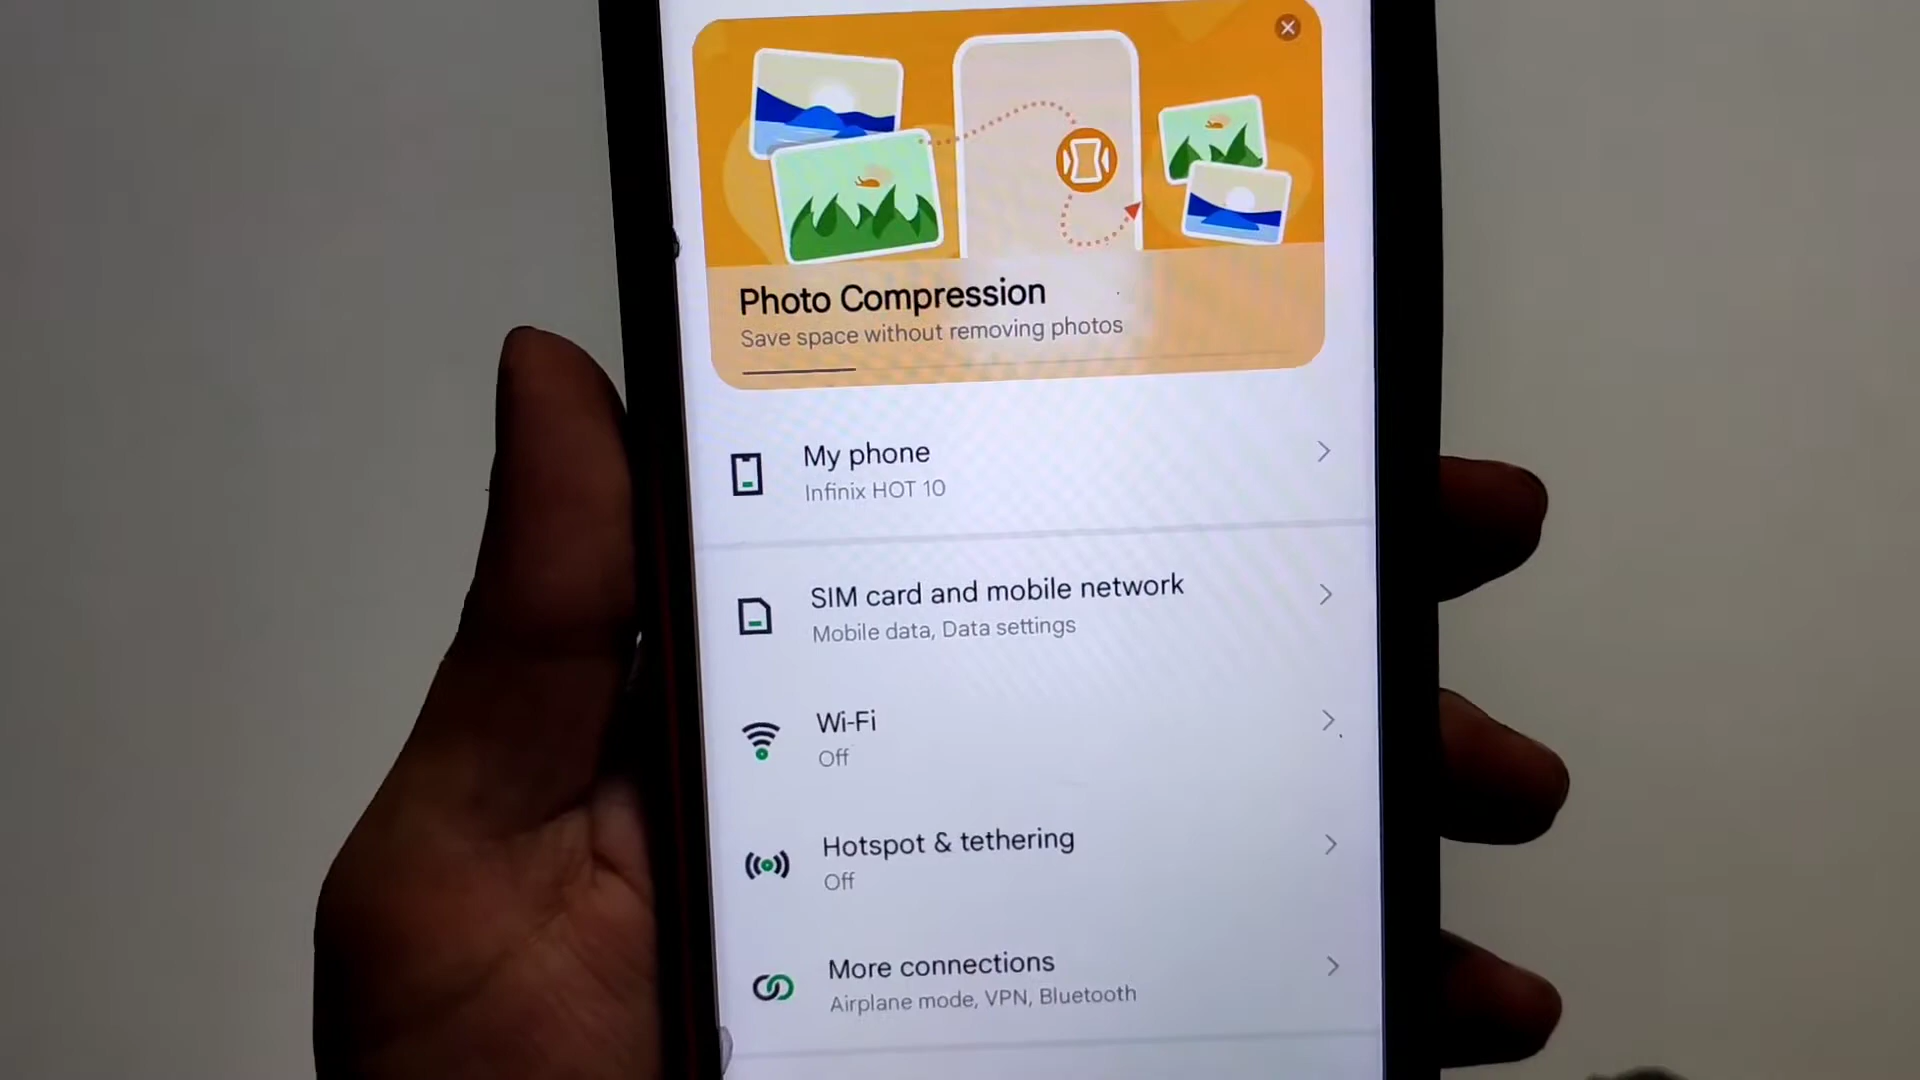 Photo Compression
Save space without removing photos
My phone
Infinix HOT 10
SIM card and mobile network
Mobile data, Data settings
Wi-Fi
Off
Hotspot & tethering
Off
More connections
Airplane mode, VPN, Bluetooth